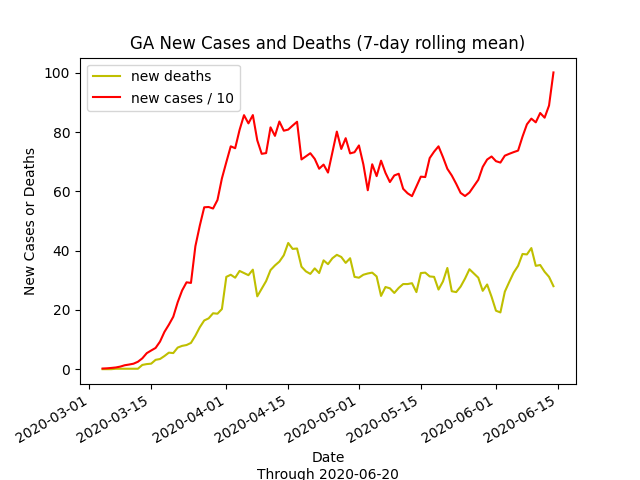 GA New Cases and Deaths (7-day rolling mean)
new deaths
new cases / 10
New Cases or Deaths
100
80
60
40
20
0
2020-03-01
2020-03-15
2020-04-01
2020-04-15
2020-05-01
2020-05-15
2020-06-01
2020-06-15
Date
Through 2020-06-20